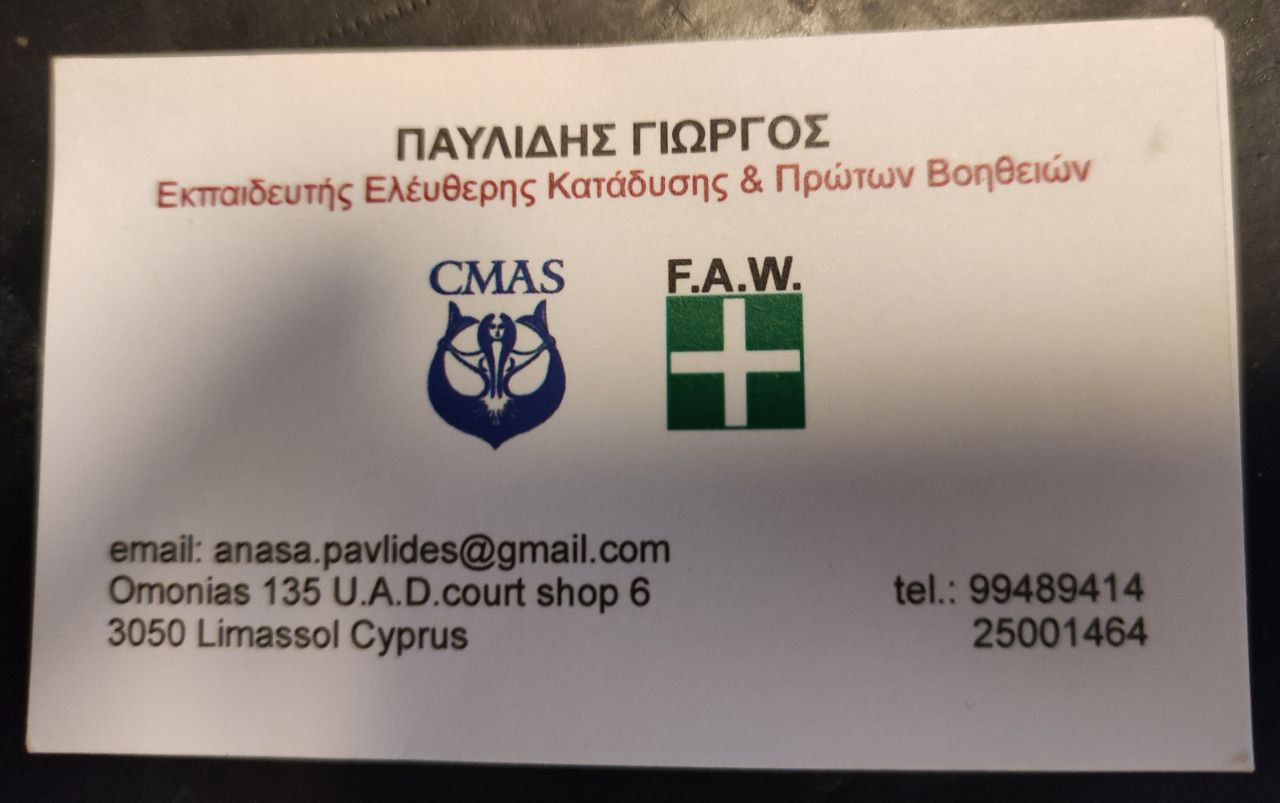 ΠΑΥΛΙΔΗΣ ΓΙΩΡΓΟΣ
Εκπαιδευτής Ελέυθερης Κατάδυσης & Πρώτων Βοηθειών
CMAS
F.A.W.
email: anasa.pavlides@gmail.com
Omonias 135 U.A.D.court shop 6
3050 Limassol Cyprus
tel.: 99489414
25001464